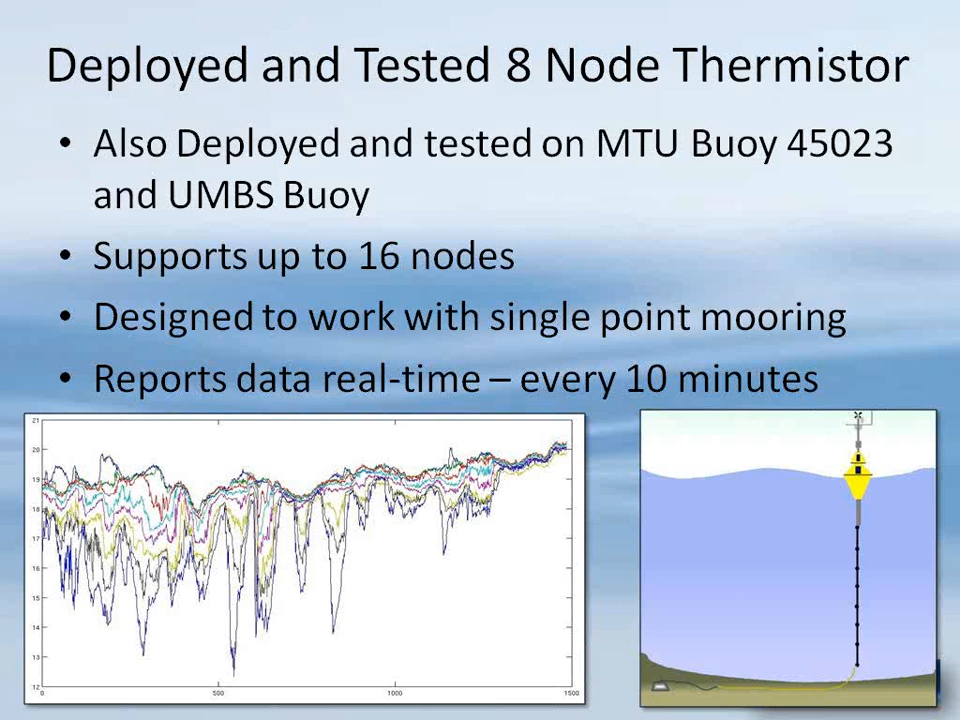 Deployed and Tested 8 Node Thermistor
• Also Deployed and tested on MTU Buoy 45023
and UMBS Buoy
• Supports up to 16 nodes
• Designed to work with single point mooring
• Reports data real-time – every 10 minutes
21
20
19
18
17
16
15
14
13
12
0 500 1000 1500